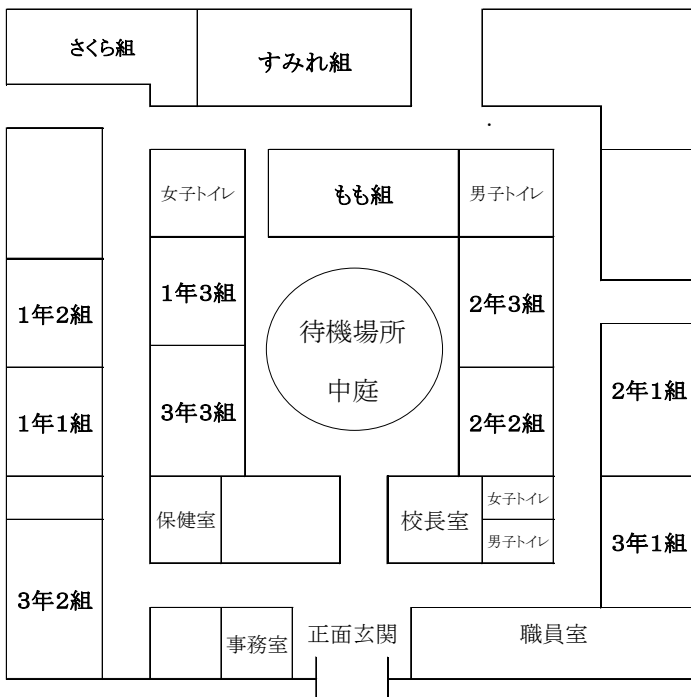 さくら組
すみれ組
女子トイレ
もも組
男子トイレ
1年2組
1年3組
待機場所
中庭
2年3組
1年1組
3年3組
2年2組
2年1組
保健室
校長室
女子トイレ
男子トイレ
3年1組
3年2組
事務室
正面玄関
職員室